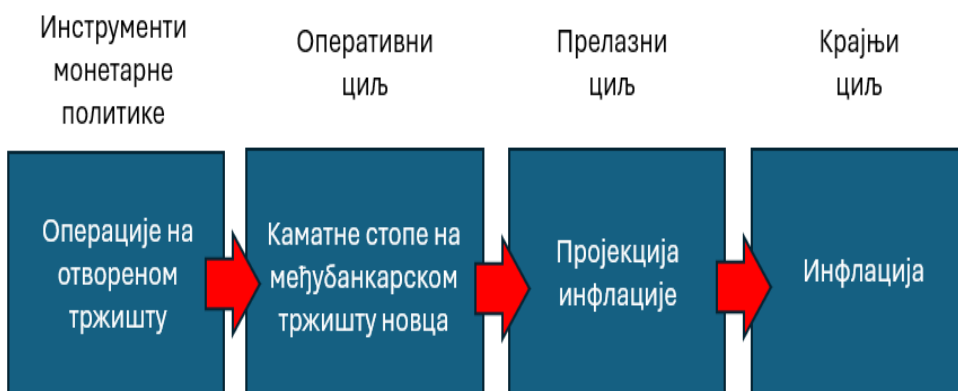 Инструменти
монетарне
политике
Оперативни
циљ
Прелазни
циљ
Крајњи
циљ
Операције на
отвореном
тржишту
Каматне стопе на
међубанкарском
тржишту новца
Пројекција
инфлације
Инфлација